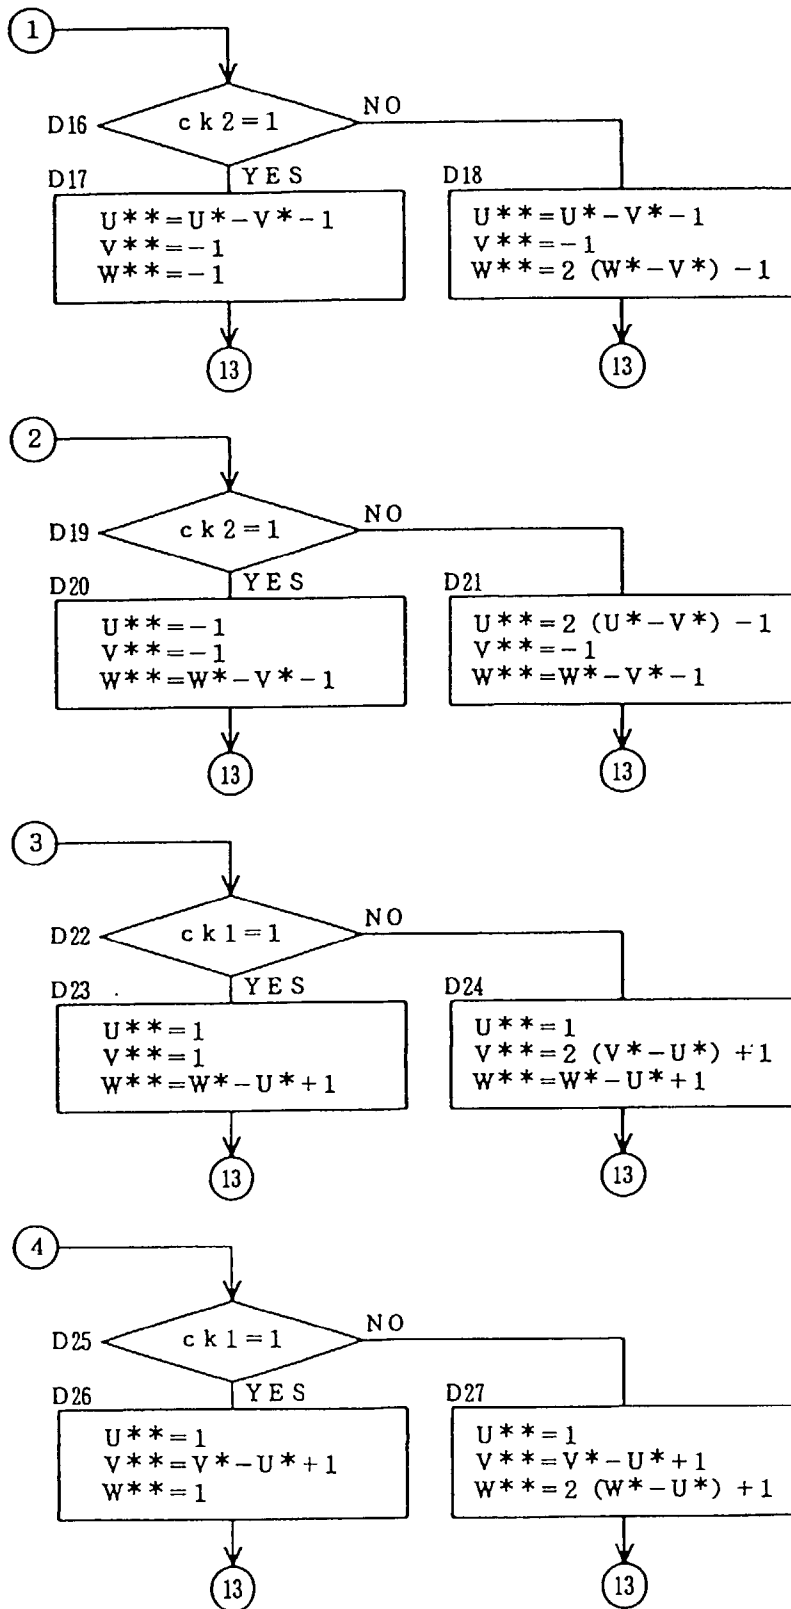 1
ck2=1
NO
D16
YES
D17
D18
U**=U*-V*-1
V**=-1
W**=-1
U**=U*-V*-1
V**=-1
W**=2 (W*-V*) -1
13
13
2
ck2=1
NO
D19
YES
D20
D21
U**=-1
V**=-1
W**=W*-V*-1
U**=2 (U*-V*) -1
V**=-1
W**=W*-V*-1
13
13
3
ck1=1
NO
D22
YES
D23
D24
U**=1
V**=1
W**=W*-U*+1
U**=1
V**=2 (V*-U*) +1
W**=W*-U*+1
13
13
4
ck1=1
NO
D25
YES
D26
D27
U**=1
V**=V*-U*+1
W**=1
U**=1
V**=V*-U*+1
W**=2 (W*-U*) +1
13
13